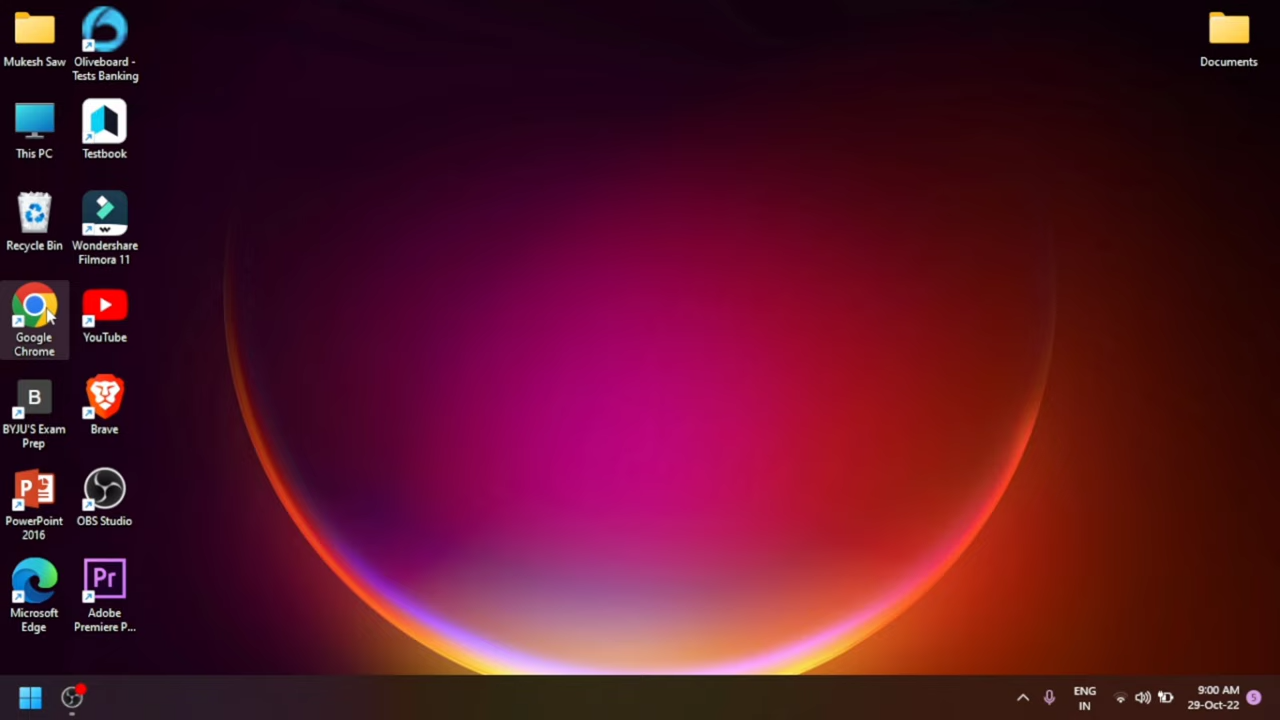 Mukesh Saw
Oliveboard -
Tests Banking
Documents
This PC
Testbook
Recycle Bin
Wondershare
Filmora 11
Google
Chrome
YouTube
B
BYJU'S Exam
Prep
Brave
P
PowerPoint
2016
OBS Studio
Microsoft
Edge
Pr
Adobe
Premiere P...
ENG
IN
9:00 AM
29-Oct-22
5